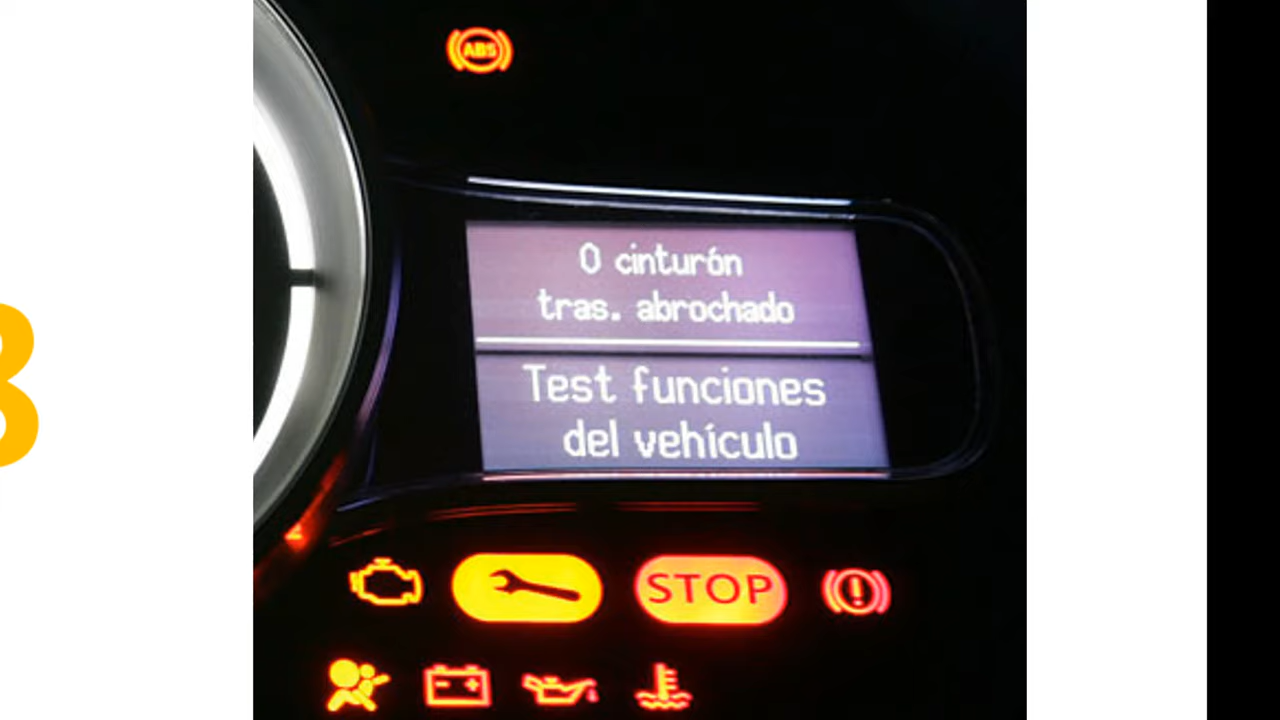 ABS
0 cinturón
tras. abrochado
Test funciones
del vehículo
STOP